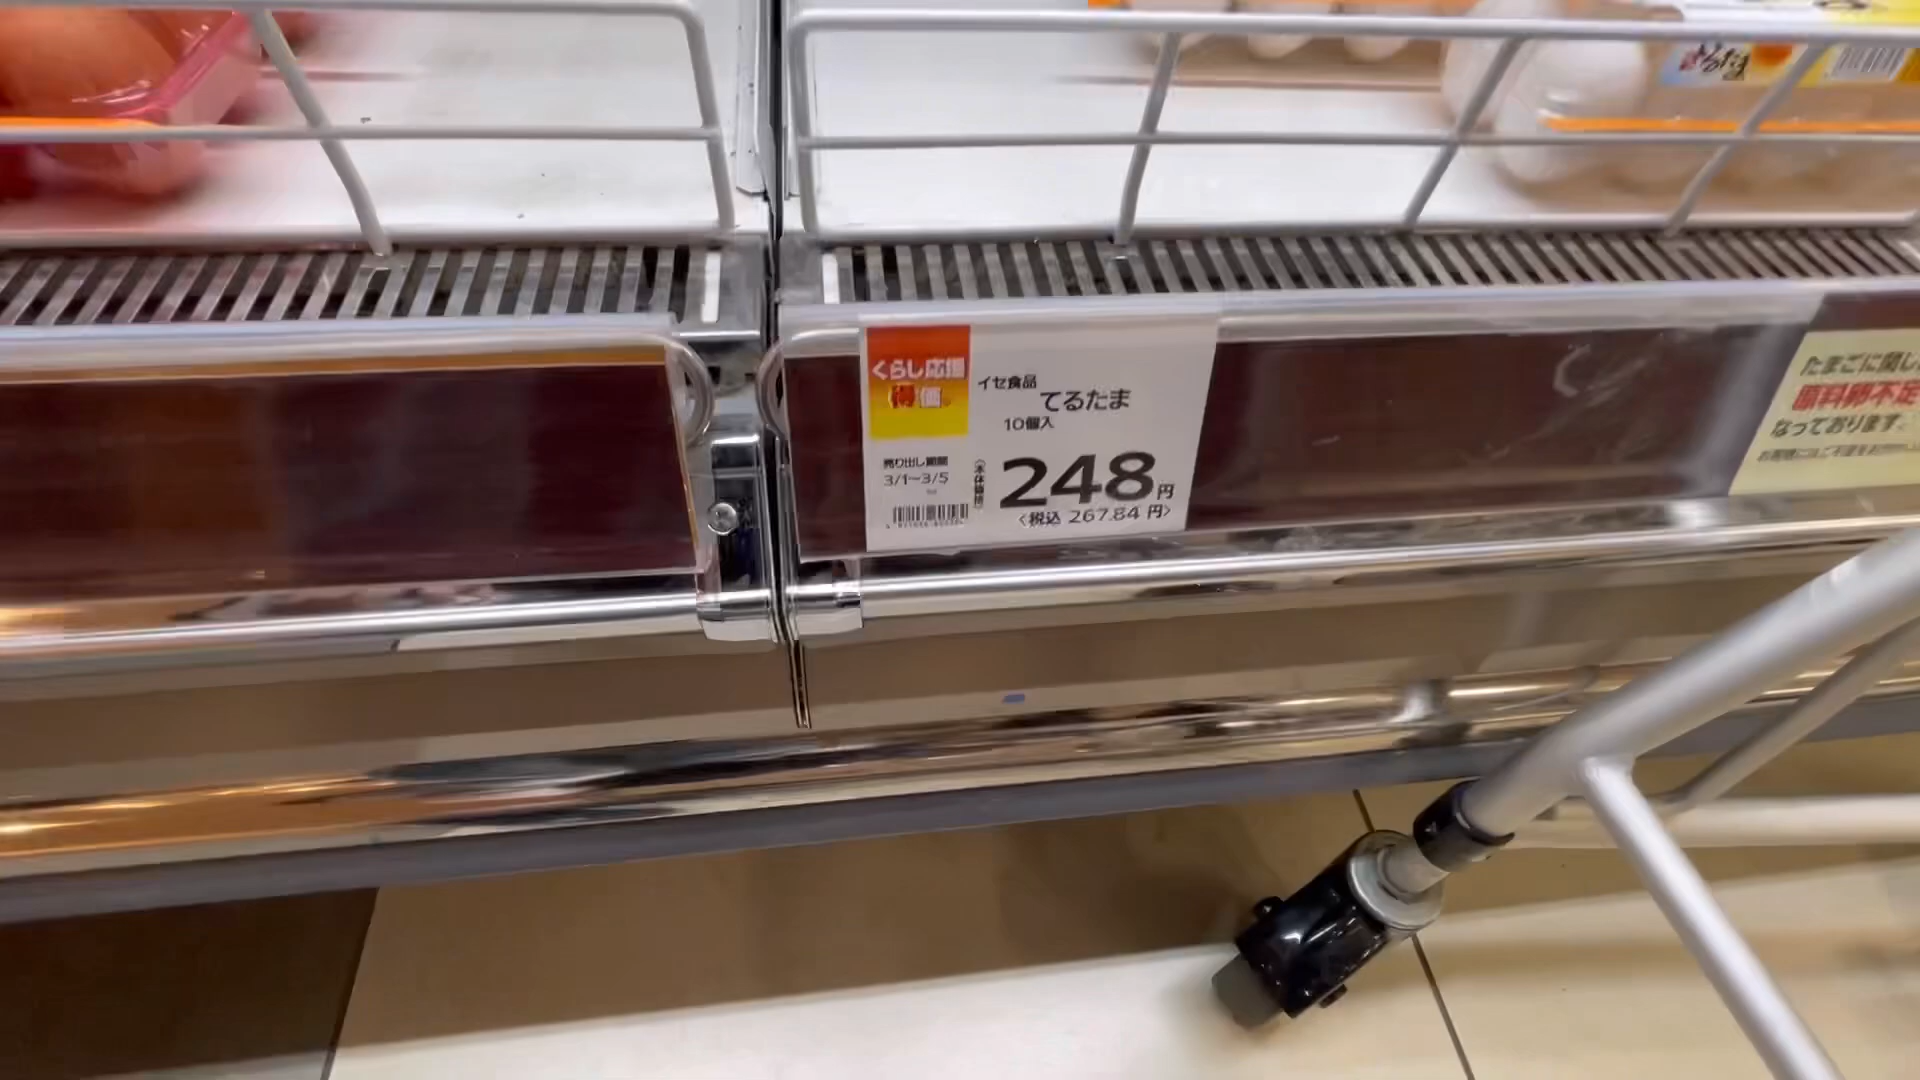 くらし応援
得価
イセ食品
てるたま
10個入
売り出し期間
3/1~3/5
(本体価格)
248円
<税込 267.84 円>
たまごに関し
原料卵不足
なっております。